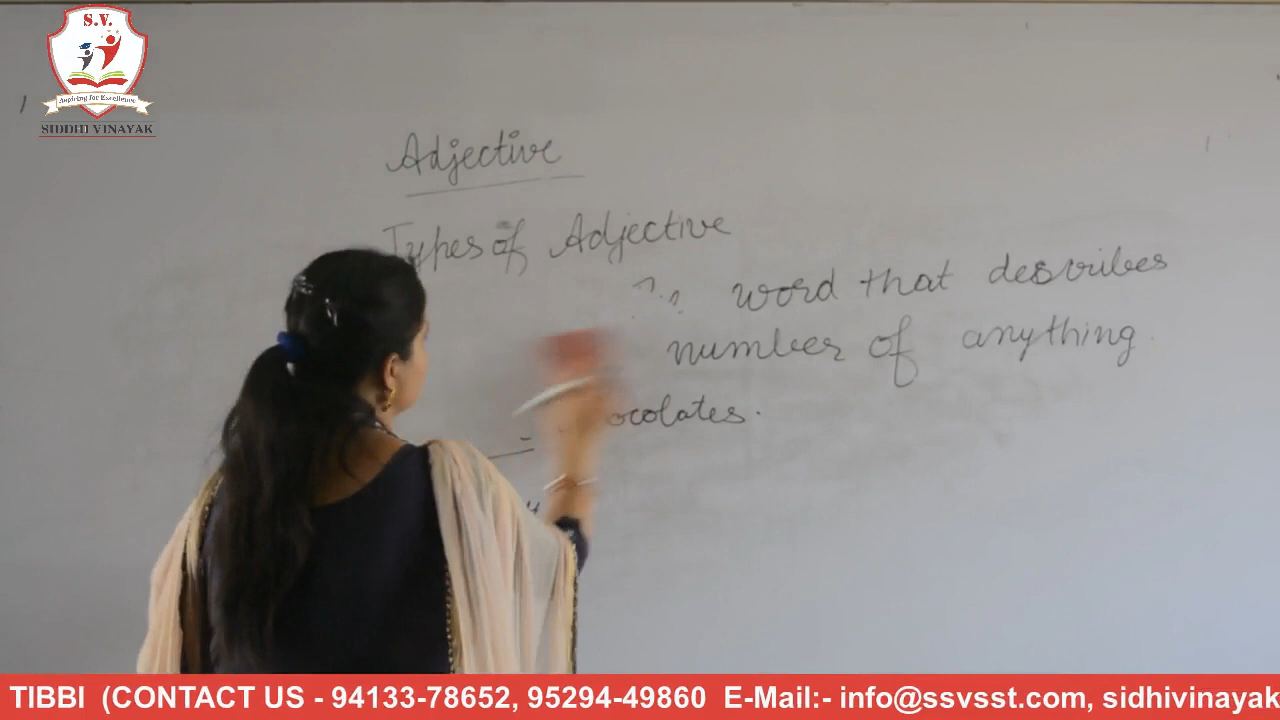 S.V.
Aspiring for Excellence
SIDDHI VINAYAK
Adjective
Types of Adjective
word that describes
number of anything.
ocolates.
TIBBI (CONTACT US - 94133-78652, 95294-49860 E-Mail:- info@ssvsst.com, sidhivinayak